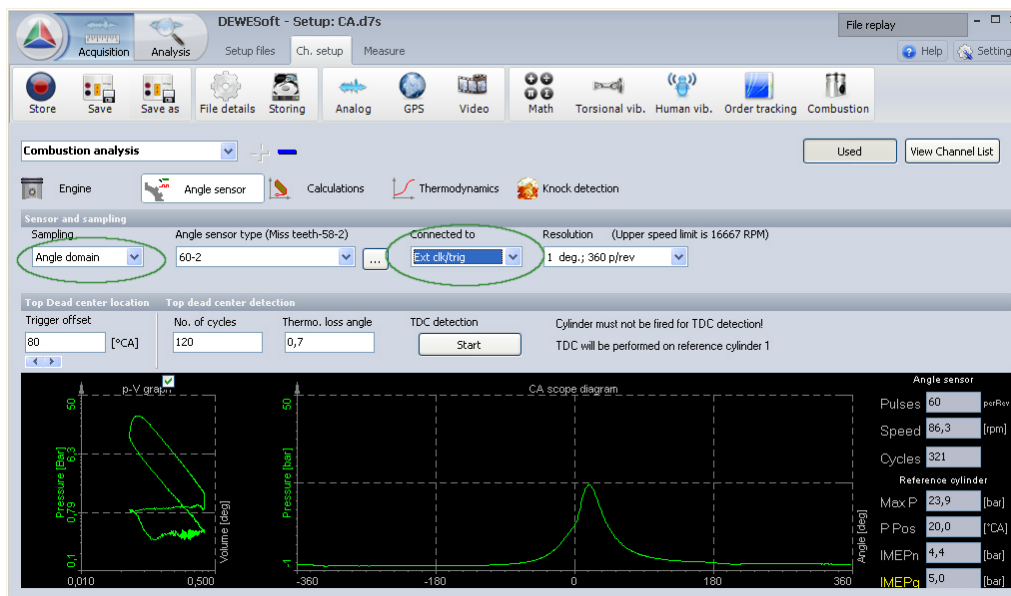 DEWESoft - Setup: CA.d7s
File replay
Acquisition Analysis Setup files Ch. setup Measure
Help Setting
Store Save Save as File details Storing Analog GPS Video Math Torsional vib. Human vib. Order tracking Combustion
Combustion analysis
Used View Channel List
Engine Angle sensor Calculations Thermodynamics Knock detection
Sensor and sampling
Sampling Angle sensor type (Miss teeth-58-2) Connected to Resolution (Upper speed limit is 16667 RPM)
Angle domain 60-2 ... Ext clk/trig 1 deg.; 360 p/rev
Top Dead center location Top dead center detection
Trigger offset No. of cycles Thermo. loss angle TDC detection Cylinder must not be fired for TDC detection!
80 [°CA] 120 0,7 Start TDC will be performed on reference cylinder 1
p-V graph CA scope diagram Angle sensor
50 50 Pulses 60 perRev
Speed 86,3 [rpm]
6,3 Cycles 321
Pressure [Bar] Pressure [bar] Reference cylinder
0,79 Volume [deg] Angle [deg] Max P 23,9 [bar]
P Pos 20,0 [°CA]
IMEPn 4,4 [bar]
0,1 -1 IMEPg 5,0 [bar]
0,010 0,500 -360 -180 0 180 360